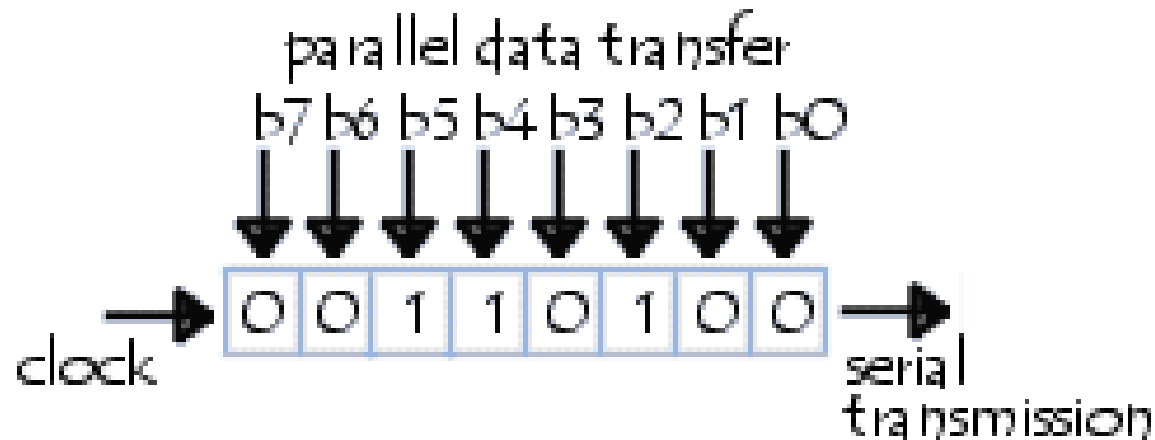 parallel data transfer
b7 b6 b5 b4 b3 b2 b1 b0
0 0 1 1 0 1 0 0
clock
serial
transmission